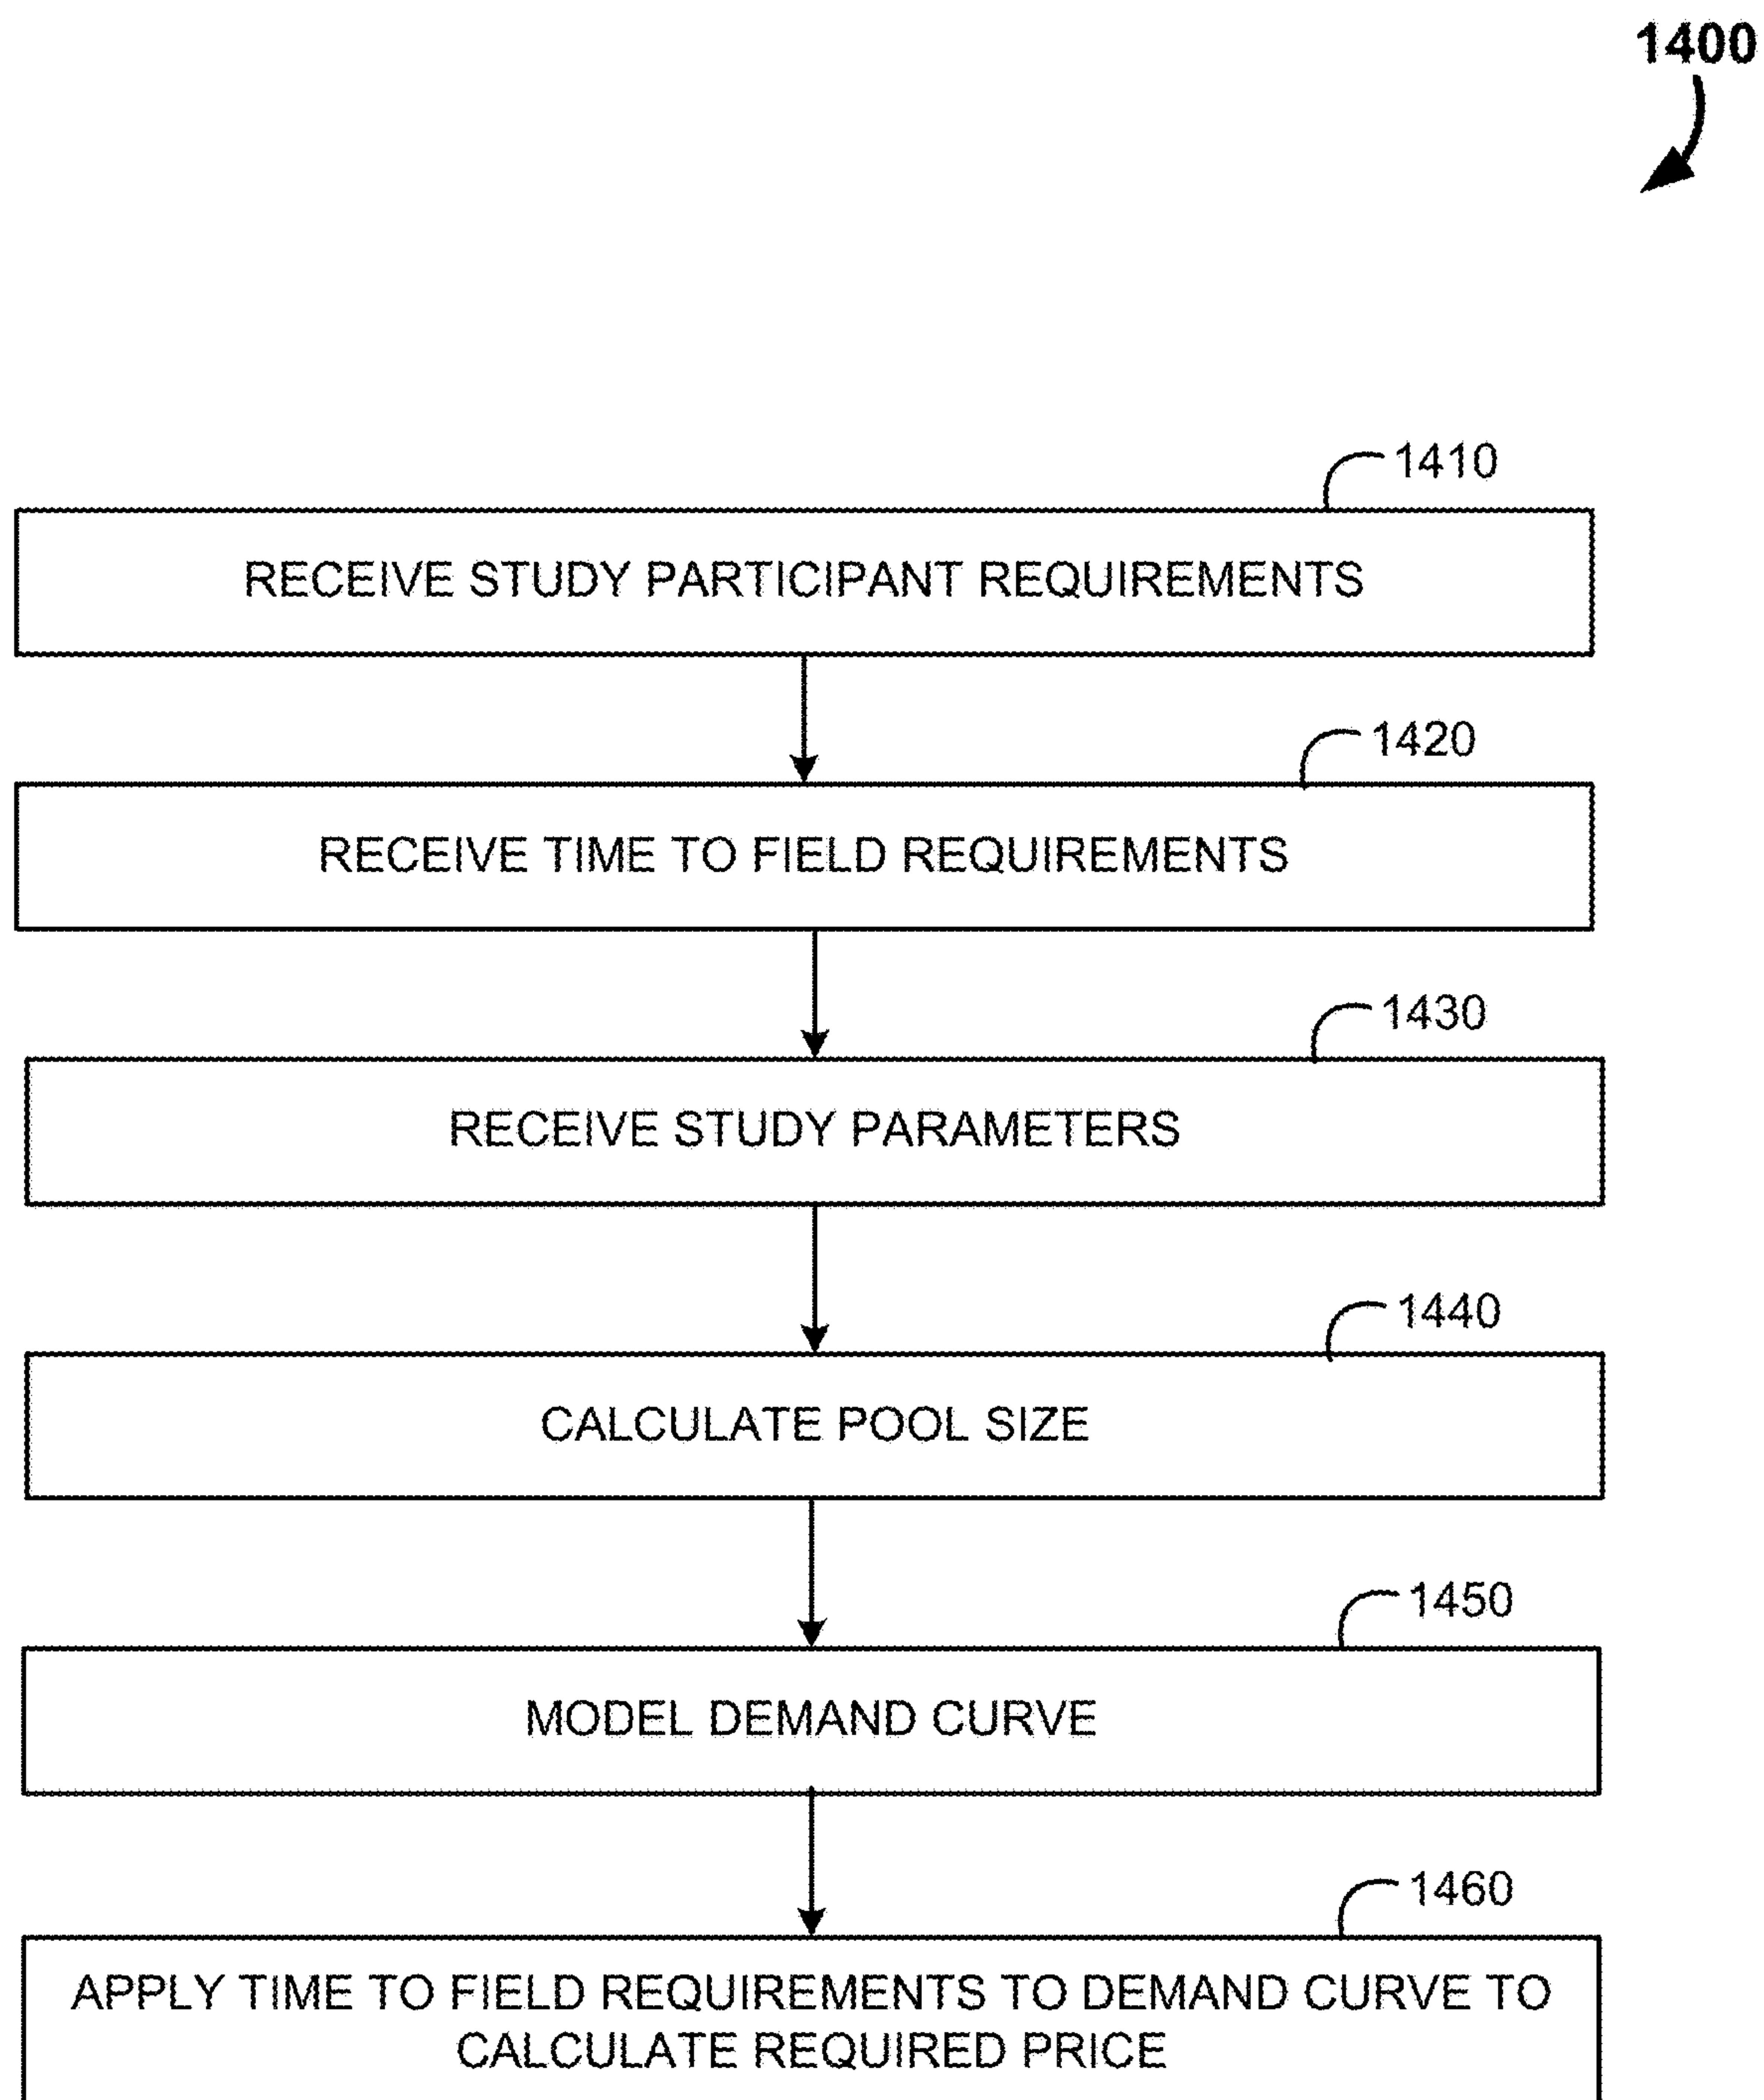 1400
1410
RECEIVE STUDY PARTICIPANT REQUIREMENTS
1420
RECEIVE TIME TO FIELD REQUIREMENTS
1430
RECEIVE STUDY PARAMETERS
1440
CALCULATE POOL SIZE
1450
MODEL DEMAND CURVE
1460
APPLY TIME TO FIELD REQUIREMENTS TO DEMAND CURVE TO
CALCULATE REQUIRED PRICE